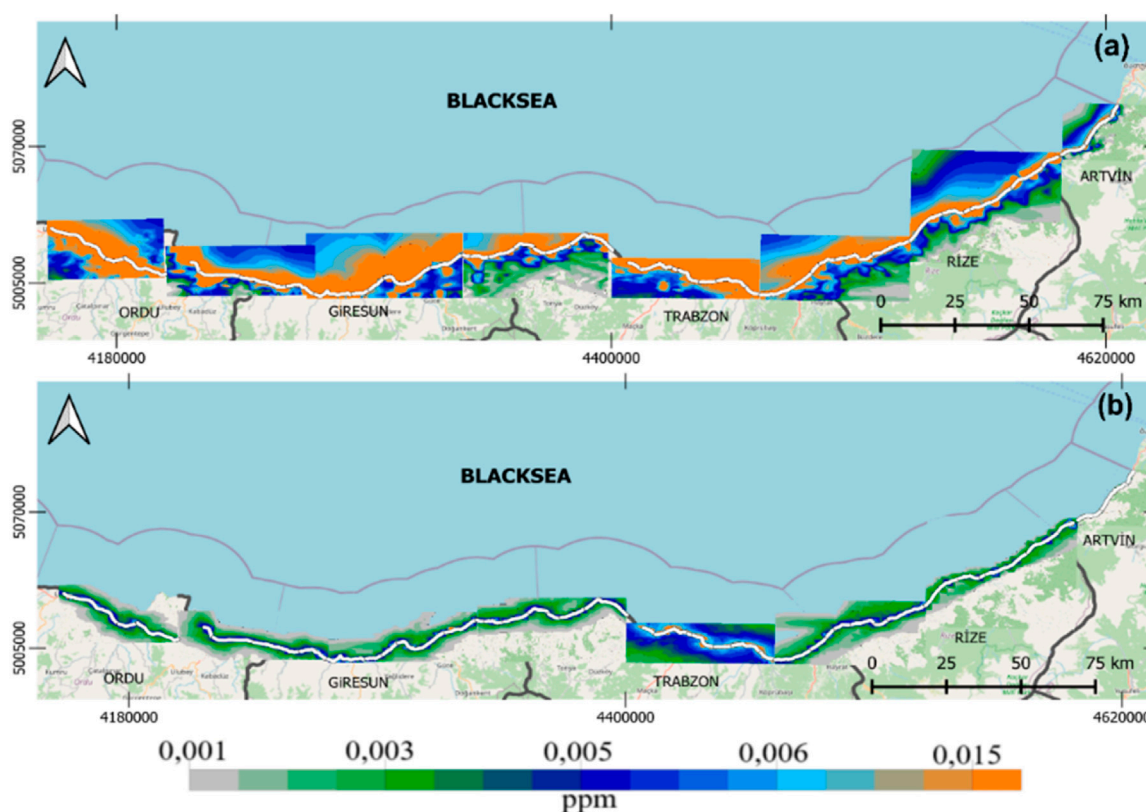 (a)
BLACKSEA
5070000
ARTVİN
RİZE
0 25 50 75 km
5005000
ORDU GİRESUN TRABZON
4180000 4400000 4620000
(b)
BLACKSEA
5070000
ARTVİN
RİZE
0 25 50 75 km
5005000
ORDU GİRESUN TRABZON
4180000 4400000 4620000
0,001 0,003 0,005 0,006 0,015
ppm